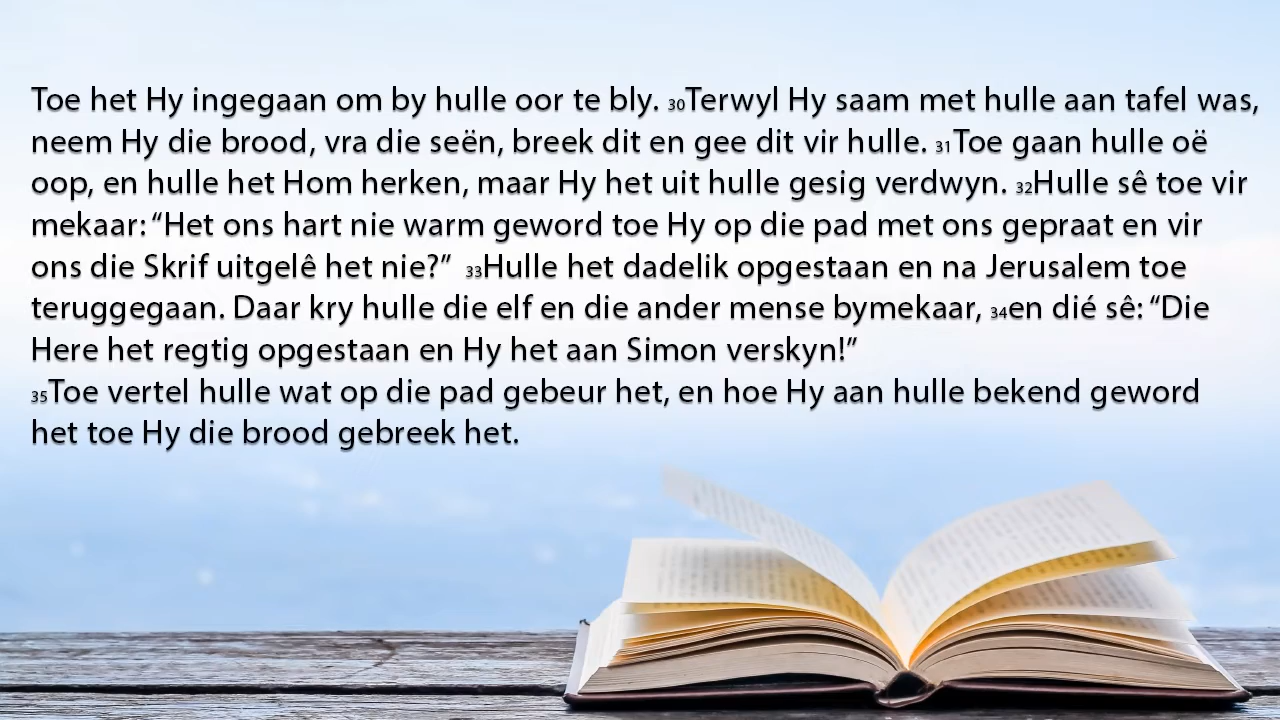 Toe het Hy ingegaan om by hulle oor te bly. 30Terwyl Hy saam met hulle aan tafel was,
neem Hy die brood, vra die seën, breek dit en gee dit vir hulle. 31Toe gaan hulle oë
oop, en hulle het Hom herken, maar Hy het uit hulle gesig verdwyn. 32Hulle sê toe vir
mekaar: “Het ons hart nie warm geword toe Hy op die pad met ons gepraat en vir
ons die Skrif uitgelê het nie?”  33Hulle het dadelik opgestaan en na Jerusalem toe
teruggegaan. Daar kry hulle die elf en die ander mense bymekaar, 34en dié sê: “Die
Here het regtig opgestaan en Hy het aan Simon verskyn!”
35Toe vertel hulle wat op die pad gebeur het, en hoe Hy aan hulle bekend geword
het toe Hy die brood gebreek het.